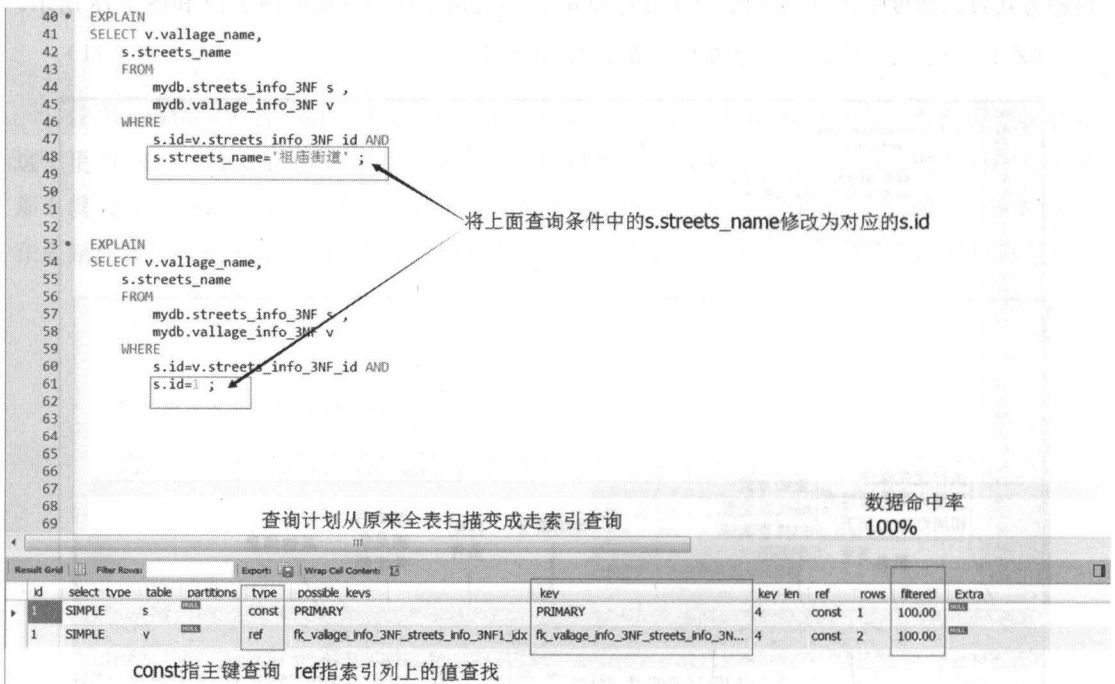 40 EXPLAIN
41 SELECT v.vallage_name,
42 s.streets_name
43 FROM
44 mydb.streets_info_3NF s ,
45 mydb.vallage_info_3NF v
46 WHERE
47 s.id=v.streets_info_3NF_id AND
48 s.streets_name='祖庙街道' ;
49
50
51
52
将上面查询条件中的s.streets_name修改为对应的s.id
53 EXPLAIN
54 SELECT v.vallage_name,
55 s.streets_name
56 FROM
57 mydb.streets_info_3NF s ,
58 mydb.vallage_info_3NF v
59 WHERE
60 s.id=v.streets_info_3NF_id AND
61 s.id=1 ;
62
63
64
65
66
67
68
69
数据命中率
100%
查询计划从原来全表扫描变成走索引查询
Result Grid Filter Rows: Export: Wrap Cell Content:
id select_type table partitions type possible_keys key key_len ref rows filtered Extra
1 SIMPLE s NULL const PRIMARY PRIMARY 4 const 1 100.00 NULL
1 SIMPLE v NULL ref fk_vallage_info_3NF_streets_info_3NF1_idx fk_vallage_info_3NF_streets_info_3N... 4 const 2 100.00 NULL
const指主键查询 ref指索引列上的值查找